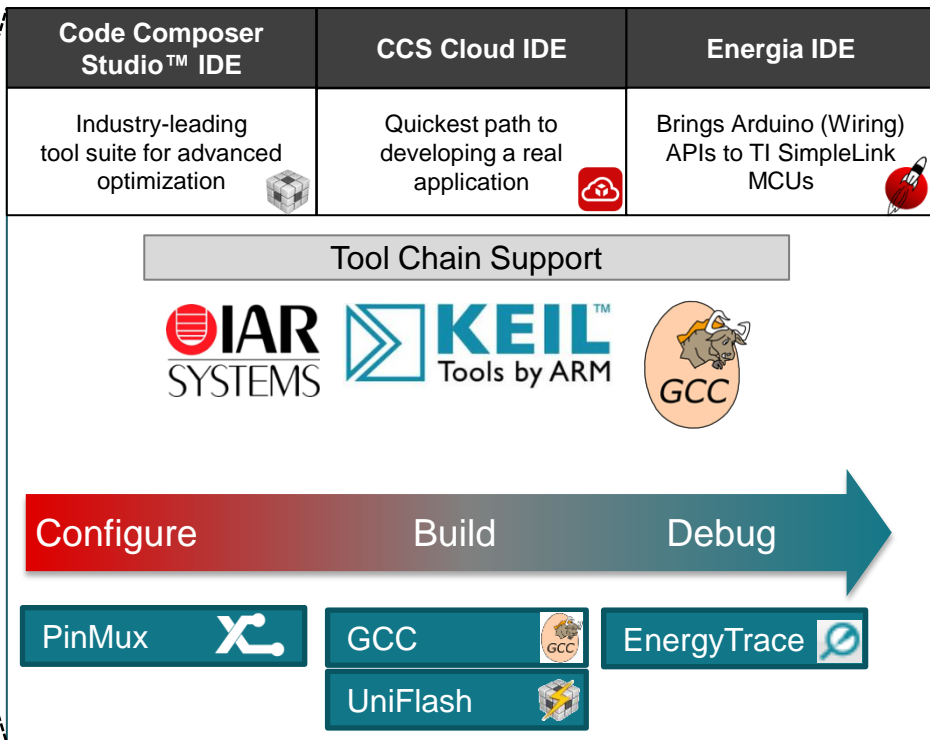 Code Composer
Studio™ IDE
CCS Cloud IDE
Energia IDE
Industry-leading
tool suite for advanced
optimization
Quickest path to
developing a real
application
Brings Arduino (Wiring)
APIs to TI SimpleLink
MCUs
Tool Chain Support
IAR
SYSTEMS
KEIL™
Tools by ARM
GCC
Configure
Build
Debug
PinMux
GCC
GCC
EnergyTrace
UniFlash